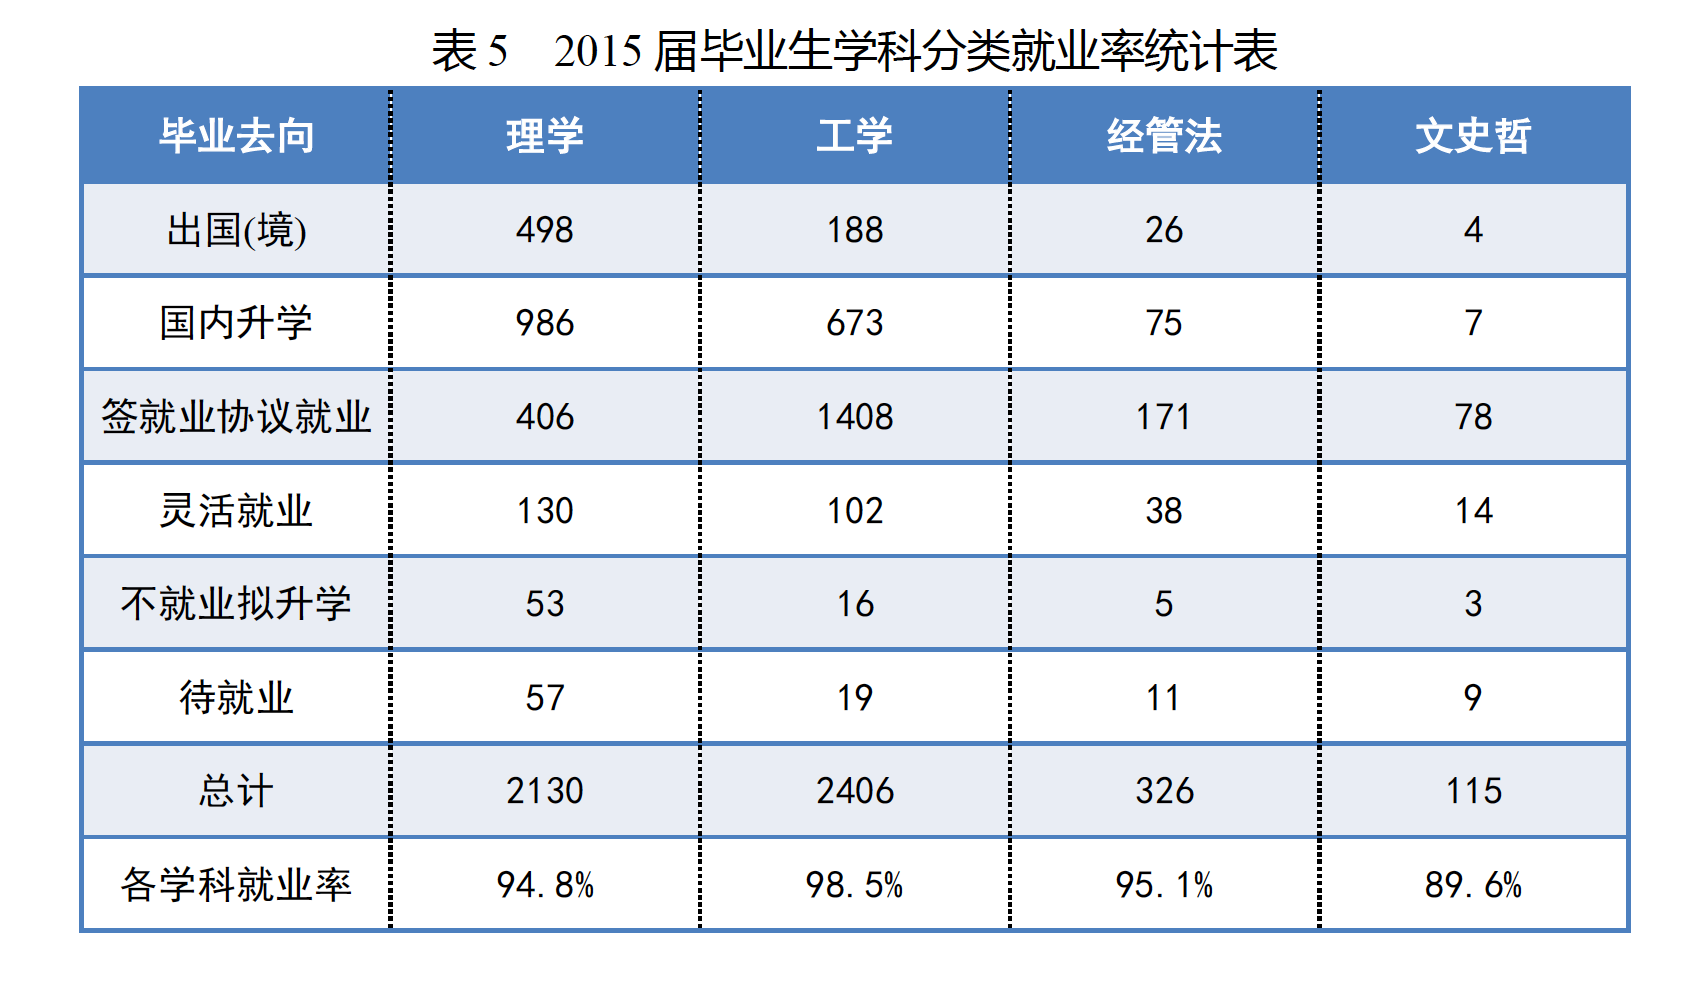 表 5 2015 届毕业生学科分类就业率统计表
毕业去向 理学 工学 经管法 文史哲
出国(境) 498 188 26 4
国内升学 986 673 75 7
签就业协议就业 406 1408 171 78
灵活就业 130 102 38 14
不就业拟升学 53 16 5 3
待就业 57 19 11 9
总计 2130 2406 326 115
各学科就业率 94.8% 98.5% 95.1% 89.6%